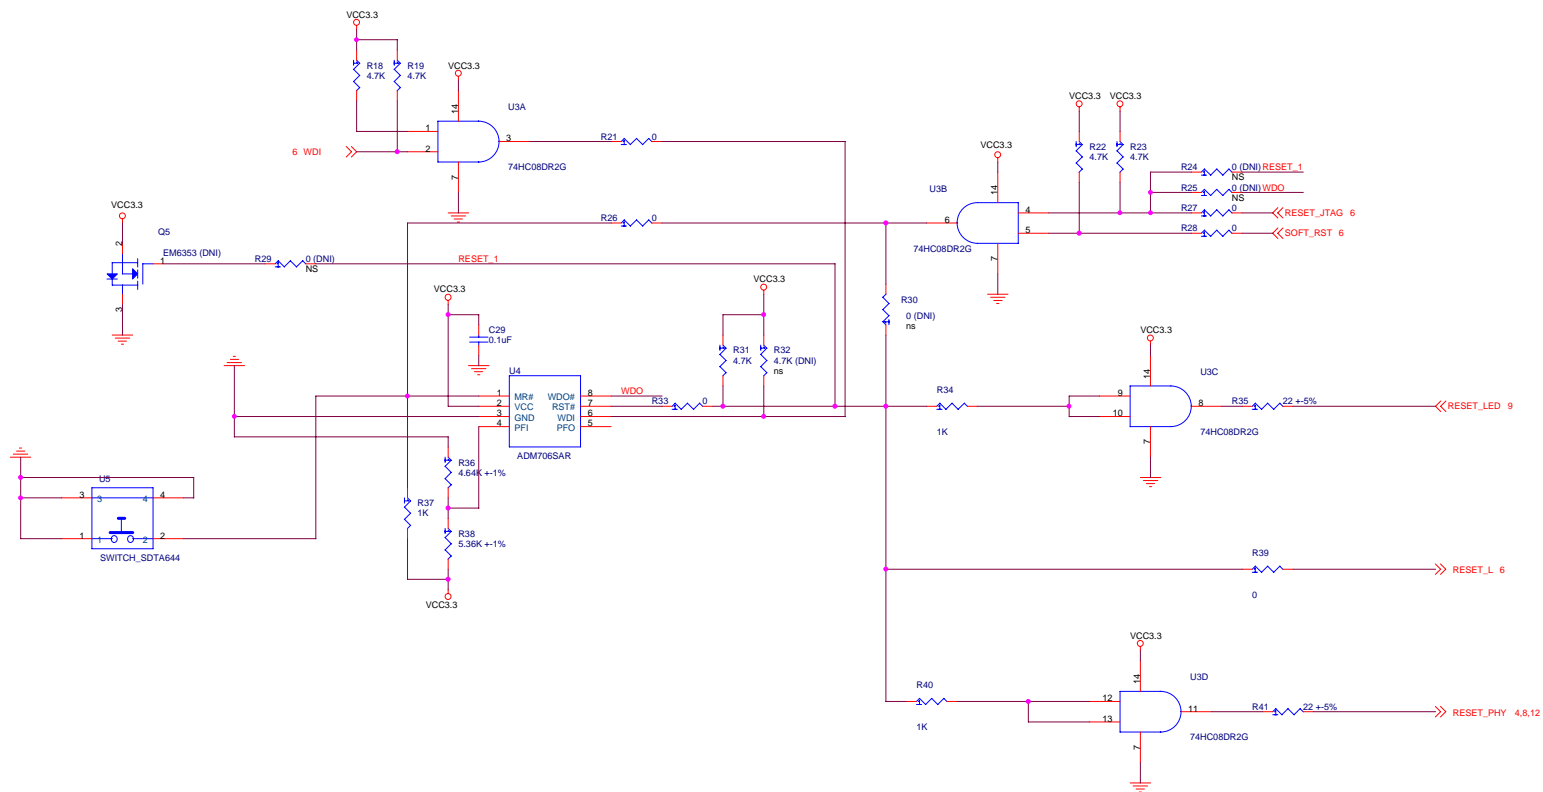 VCC3.3
R18
4.7K
R19
4.7K
VCC3.3
14
U3A
1
2
3
7
74HC08DR2G
6 WDI
R21
0
VCC3.3
VCC3.3
R22
4.7K
R23
4.7K
VCC3.3
14
U3B
6
4
5
7
74HC08DR2G
R24
0 (DNI)
NS
RESET_1
R25
0 (DNI)
NS
WDO
R27
0
RESET_JTAG 6
R28
0
SOFT_RST 6
R26
0
VCC3.3
Q5
EM6353 (DNI)
2
1
3
R29
0 (DNI)
NS
RESET_1
VCC3.3
C29
0.1uF
VCC3.3
R31
4.7K
R32
4.7K (DNI)
ns
R30
0 (DNI)
ns
U4
1
2
3
4
MR#
VCC
GND
PFI
WDO#
RST#
WDI
PFO
8
7
6
5
ADM706SAR
WDO
R33
0
R34
1K
VCC3.3
14
U3C
9
10
8
7
74HC08DR2G
R35
22 +-5%
RESET_LED 9
R36
4.64K +-1%
R37
1K
R38
5.36K +-1%
VCC3.3
U5
3
3
4
4
1
1
2
2
SWITCH_SDTA644
R39
0
RESET_L 6
R40
1K
VCC3.3
14
U3D
12
13
11
7
74HC08DR2G
R41
22 +-5%
RESET_PHY 4,8,12